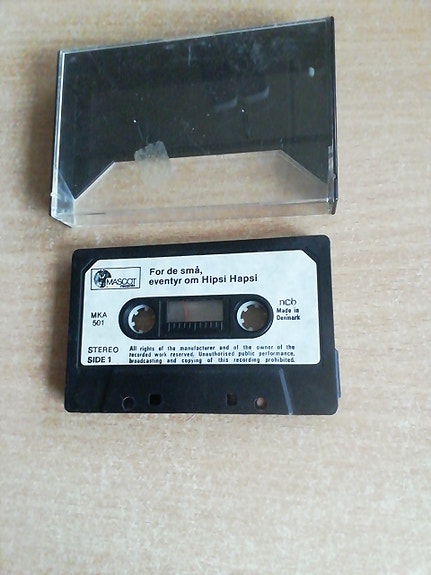 MASCOT
For de små,
eventyr om Hipsi Hapsi
MKA
501
ncb
Made in
Denmark
STEREO
SIDE 1
All rights of the manufacturer and of the owner of the
recorded work reserved. Unauthorised public performance,
broadcasting and copying of this recording prohibited.